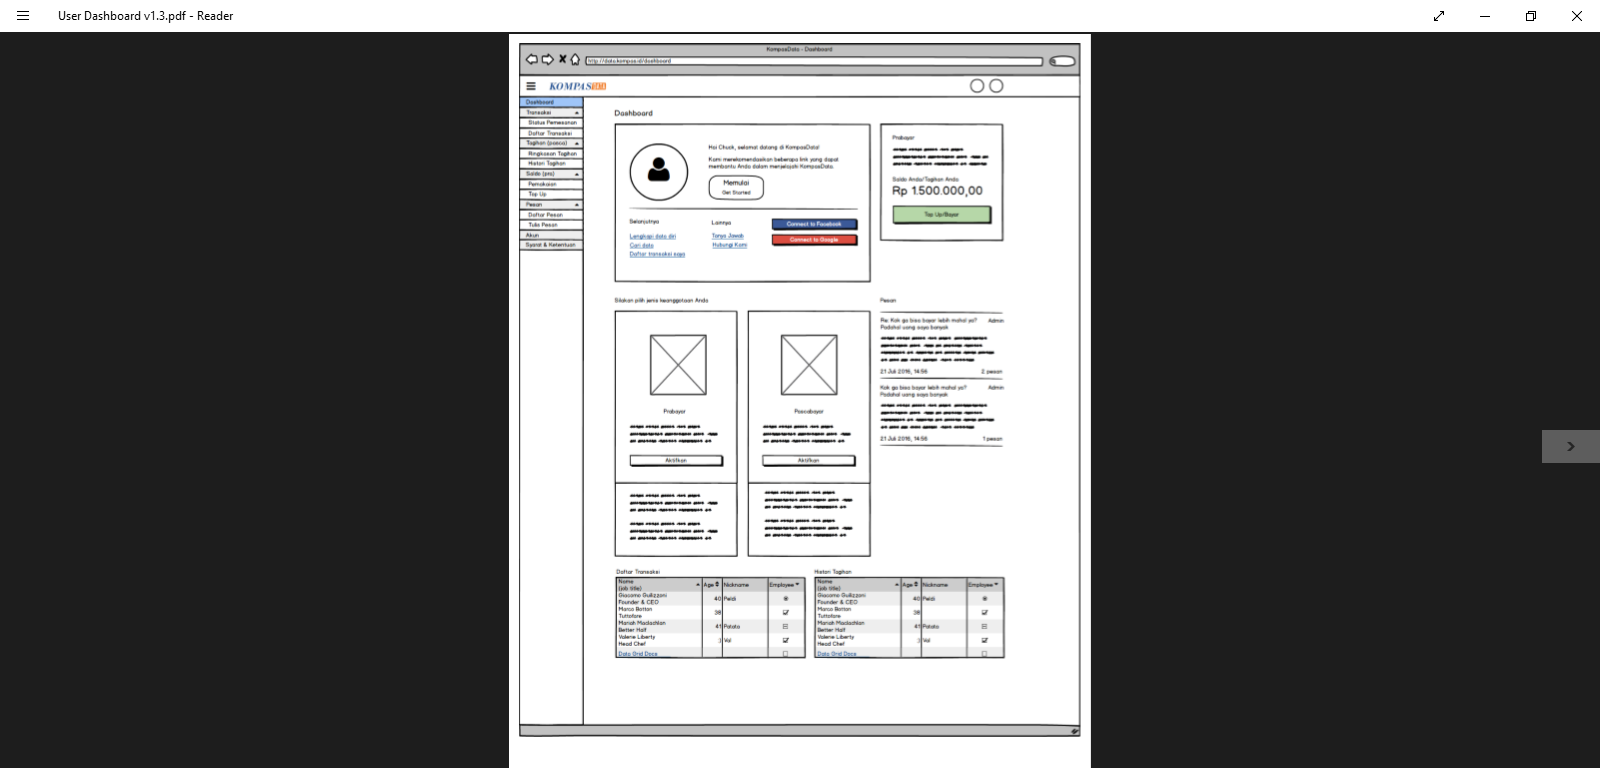 User Dashboard v1.3.pdf - Reader
KompasData - Dashboard
http://data.kompas.id/dashboard
KOMPAS
Dashboard
Transaksi
Status Pemesanan
Daftar Transaksi
Tagihan (pasca)
Ringkasan Tagihan
Histori Tagihan
Saldo (pra)
Pemakaian
Top Up
Pesan
Daftar Pesan
Tulis Pesan
Akun
Syarat & Ketentuan
Dashboard
Hai Chuck, selamat datang di KompasData!
Kami merekomendasikan beberapa link yang dapat
membantu Anda dalam menjelajahi KompasData.
Memulai
Get Started
Selanjutnya
Lengkapi data diri
Cari data
Daftar transaksi saya
Lainnya
Tanya Jawab
Hubungi Kami
Connect to Facebook
Connect to Google
Prabayar
Saldo Anda/Tagihan Anda
Rp 1.500.000,00
Top Up/Bayar
Silakan pilih jenis keanggotaan Anda
Prabayar
Aktifkan
Pascabayar
Aktifkan
Pesan
Re: Kok ga bisa bayar lebih mahal ya? Admin
Padahal uang saya banyak
21 Juli 2016, 14:56 2 pesan
Kok ga bisa bayar lebih mahal ya? Admin
Padahal uang saya banyak
21 Juli 2016, 14:56 1 pesan
Daftar Transaksi
Name
(job title) Age Nickname Employee
Giacomo Guilizzoni
Founder & CEO 40 Peldi
Marco Botton
Tuttofare 38
Mariah Maclachlan
Better Half 41 Patata
Valerie Liberty
Head Chef :) Val
Data Grid Docs
Histori Tagihan
Name
(job title) Age Nickname Employee
Giacomo Guilizzoni
Founder & CEO 40 Peldi
Marco Botton
Tuttofare 38
Mariah Maclachlan
Better Half 41 Patata
Valerie Liberty
Head Chef :) Val
Data Grid Docs